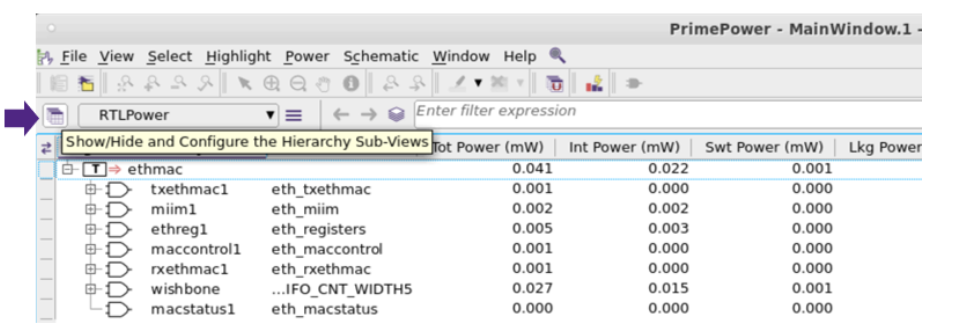 PrimePower - MainWindow.1 -
File View Select Highlight Power Schematic Window Help
RTLPower Enter filter expression
Show/Hide and Configure the Hierarchy Sub-Views Tot Power (mW) Int Power (mW) Swt Power (mW) Lkg Power
T ethmac 0.041 0.022 0.001
txethmac1 eth_txethmac 0.001 0.000 0.000
miim1 eth_miim 0.002 0.002 0.000
ethreg1 eth_registers 0.005 0.003 0.000
maccontrol1 eth_maccontrol 0.001 0.000 0.000
rxethmac1 eth_rxethmac 0.001 0.000 0.000
wishbone ...IFO_CNT_WIDTH5 0.027 0.015 0.001
macstatus1 eth_macstatus 0.000 0.000 0.000